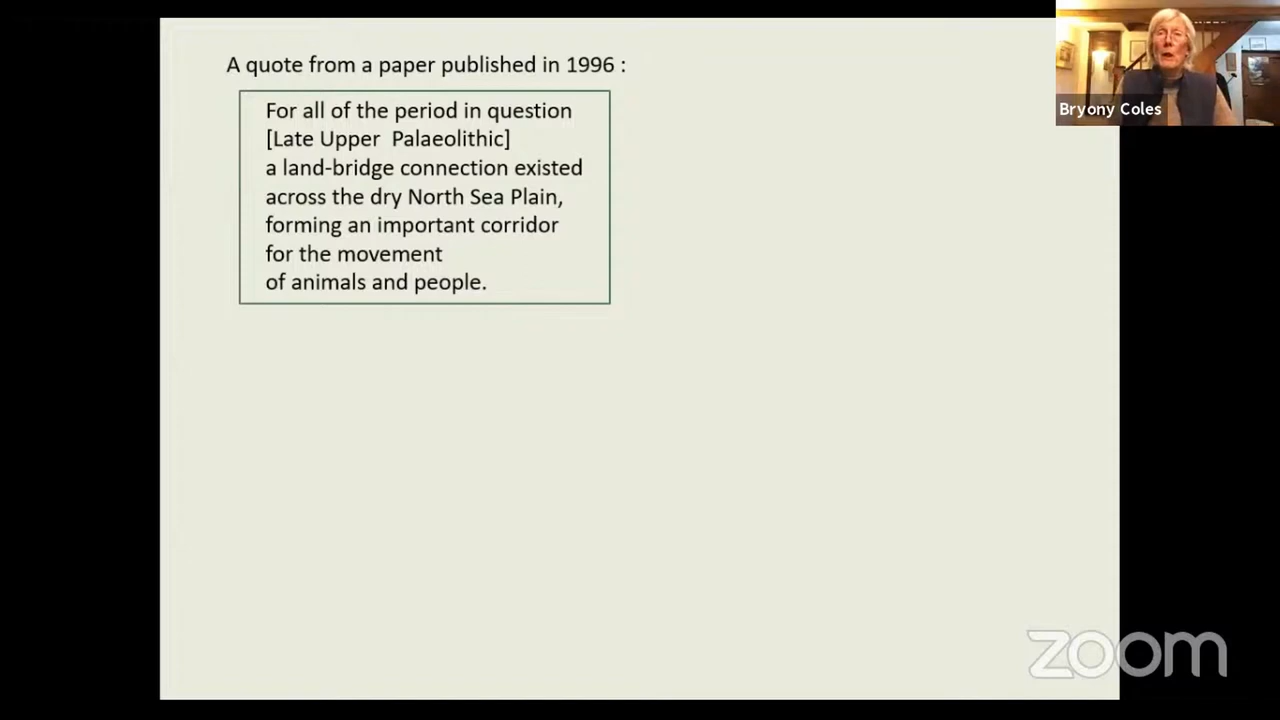 A quote from a paper published in 1996 :
For all of the period in question
[Late Upper Palaeolithic]
a land-bridge connection existed
across the dry North Sea Plain,
forming an important corridor
for the movement
of animals and people.
Bryony Coles
zoom